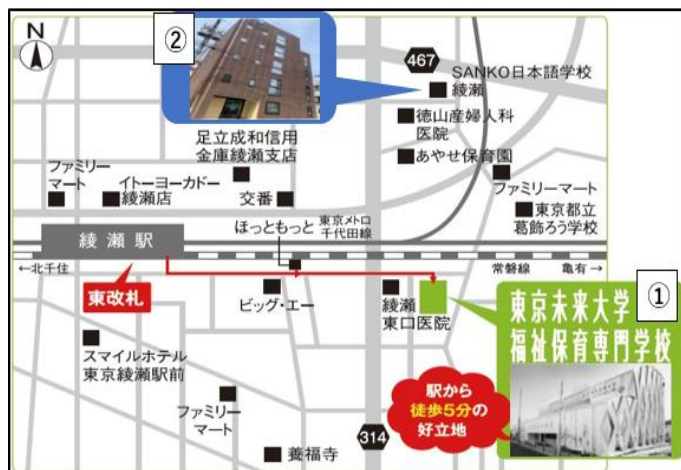 N
②
467
SANKO日本語学校
綾瀬
徳山産婦人科
医院
あやせ保育園
足立成和信用
金庫綾瀬支店
ファミリー
マート
イトーヨーカドー
綾瀬店
交番
ファミリーマート
東京都立
葛飾ろう学校
ほっともっと
東京メトロ
千代田線
綾瀬駅
←北千住
常磐線
亀有→
東改札
ビッグ・エー
綾瀬
東口医院
①
東京未来大学
福祉保育専門学校
スマイルホテル
東京綾瀬駅前
ファミリー
マート
駅から
徒歩5分の
好立地
314
養福寺